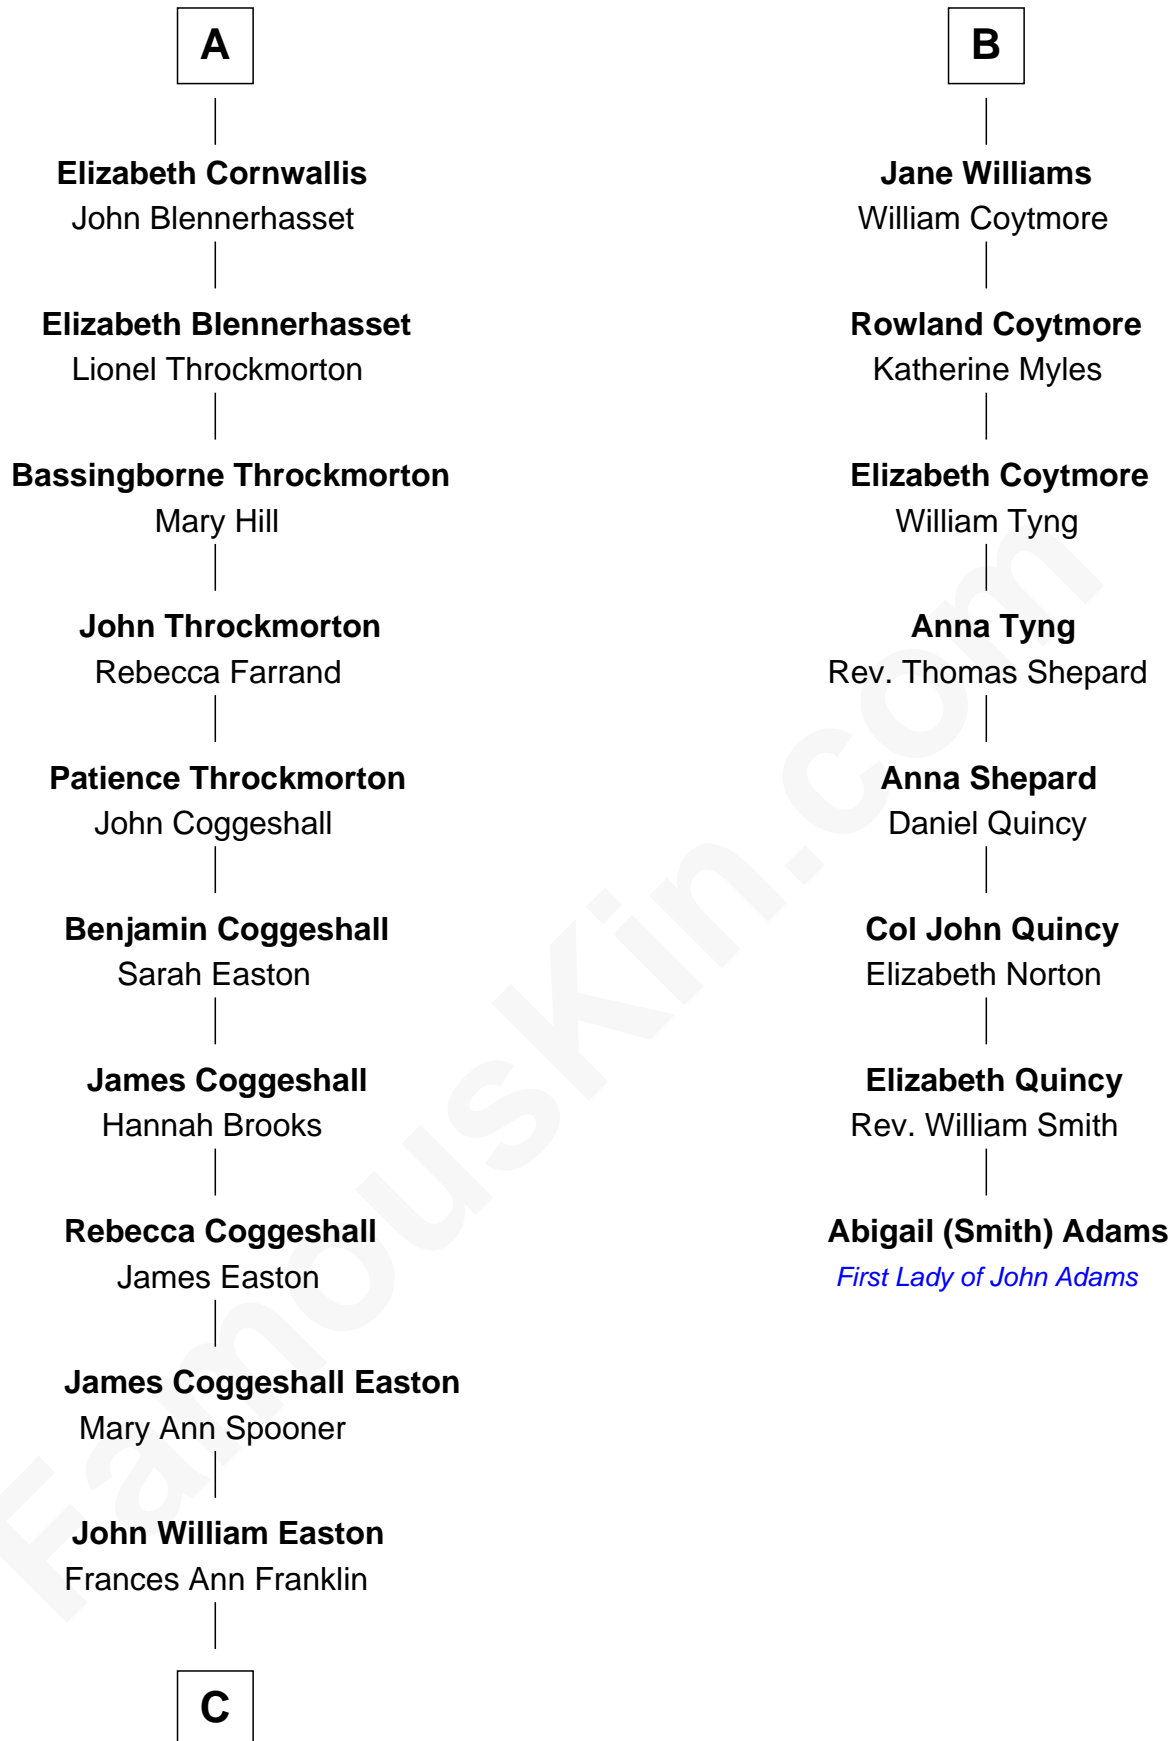 A
Elizabeth Cornwallis
John Blennerhasset
Elizabeth Blennerhasset
Lionel Throckmorton
Bassingborne Throckmorton
Mary Hill
John Throckmorton
Rebecca Farrand
Patience Throckmorton
John Coggeshall
Benjamin Coggeshall
Sarah Easton
James Coggeshall
Hannah Brooks
Rebecca Coggeshall
James Easton
James Coggeshall Easton
Mary Ann Spooner
John William Easton
Frances Ann Franklin
C
B
Jane Williams
William Coytmore
Rowland Coytmore
Katherine Myles
Elizabeth Coytmore
William Tyng
Anna Tyng
Rev. Thomas Shepard
Anna Shepard
Daniel Quincy
Col John Quincy
Elizabeth Norton
Elizabeth Quincy
Rev. William Smith
Abigail (Smith) Adams
First Lady of John Adams
FamousKin.com